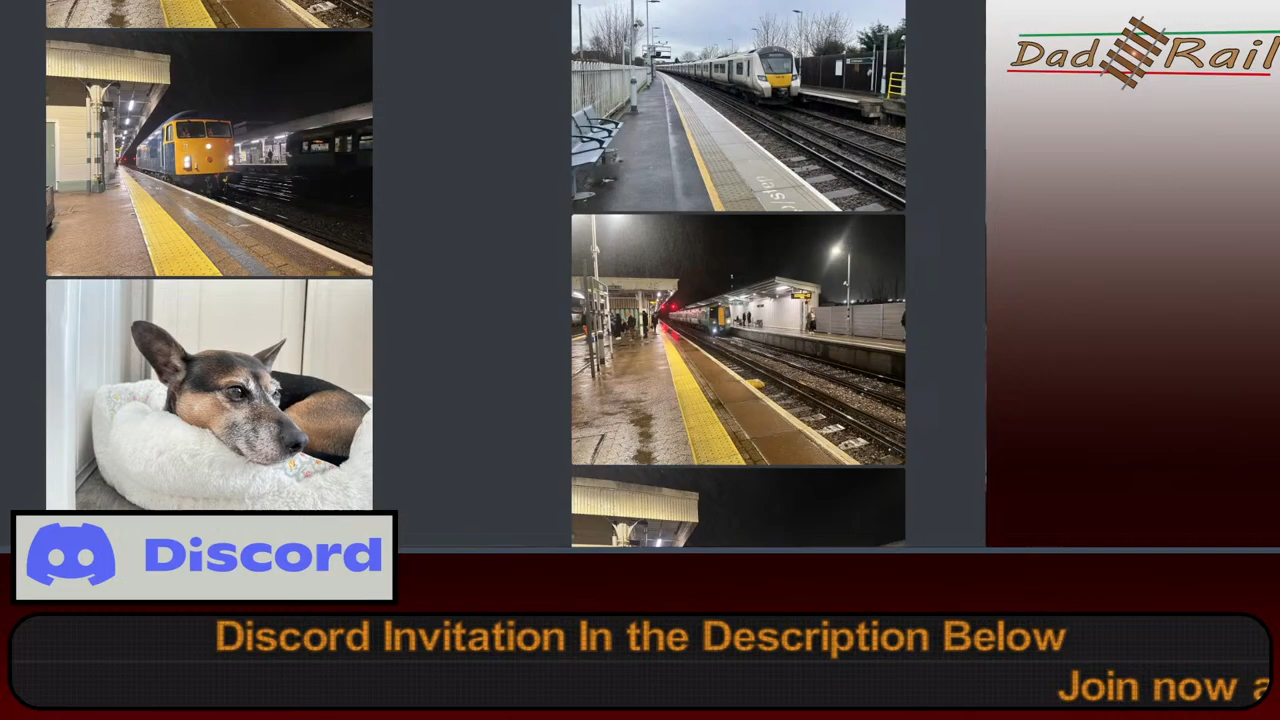 Dad Rail
Discord
Discord Invitation In the Description Below
Join now a